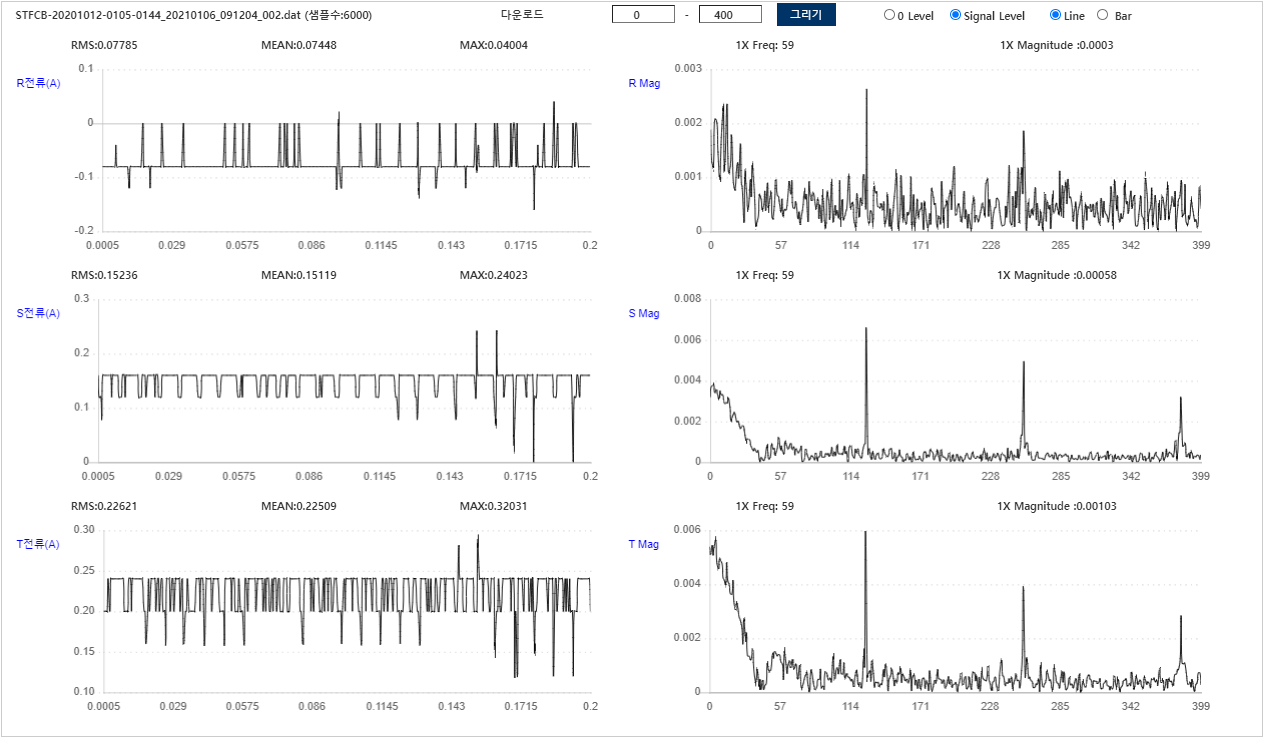 STFCB-20201012-0105-0144_20210106_091204_002.dat (샘플수:6000) 다운로드 0 - 400 그리기 0 Level Signal Level Line Bar
RMS:0.07785 MEAN:0.07448 MAX:0.04004 1X Freq: 59 1X Magnitude :0.0003
R전류(A) R Mag
0.1 0.003
0 0.002
-0.1 0.001
-0.2 0
0.0005 0.029 0.0575 0.086 0.1145 0.143 0.1715 0.2 0 57 114 171 228 285 342 399
RMS:0.15236 MEAN:0.15119 MAX:0.24023 1X Freq: 59 1X Magnitude :0.00058
S전류(A) S Mag
0.3 0.008
0.2 0.006
0.1 0.004
0 0.002
0
0.0005 0.029 0.0575 0.086 0.1145 0.143 0.1715 0.2 0 57 114 171 228 285 342 399
RMS:0.22621 MEAN:0.22509 MAX:0.32031 1X Freq: 59 1X Magnitude :0.00103
T전류(A) T Mag
0.30 0.006
0.25 0.004
0.20 0.002
0.15 0
0.10
0.0005 0.029 0.0575 0.086 0.1145 0.143 0.1715 0.2 0 57 114 171 228 285 342 399